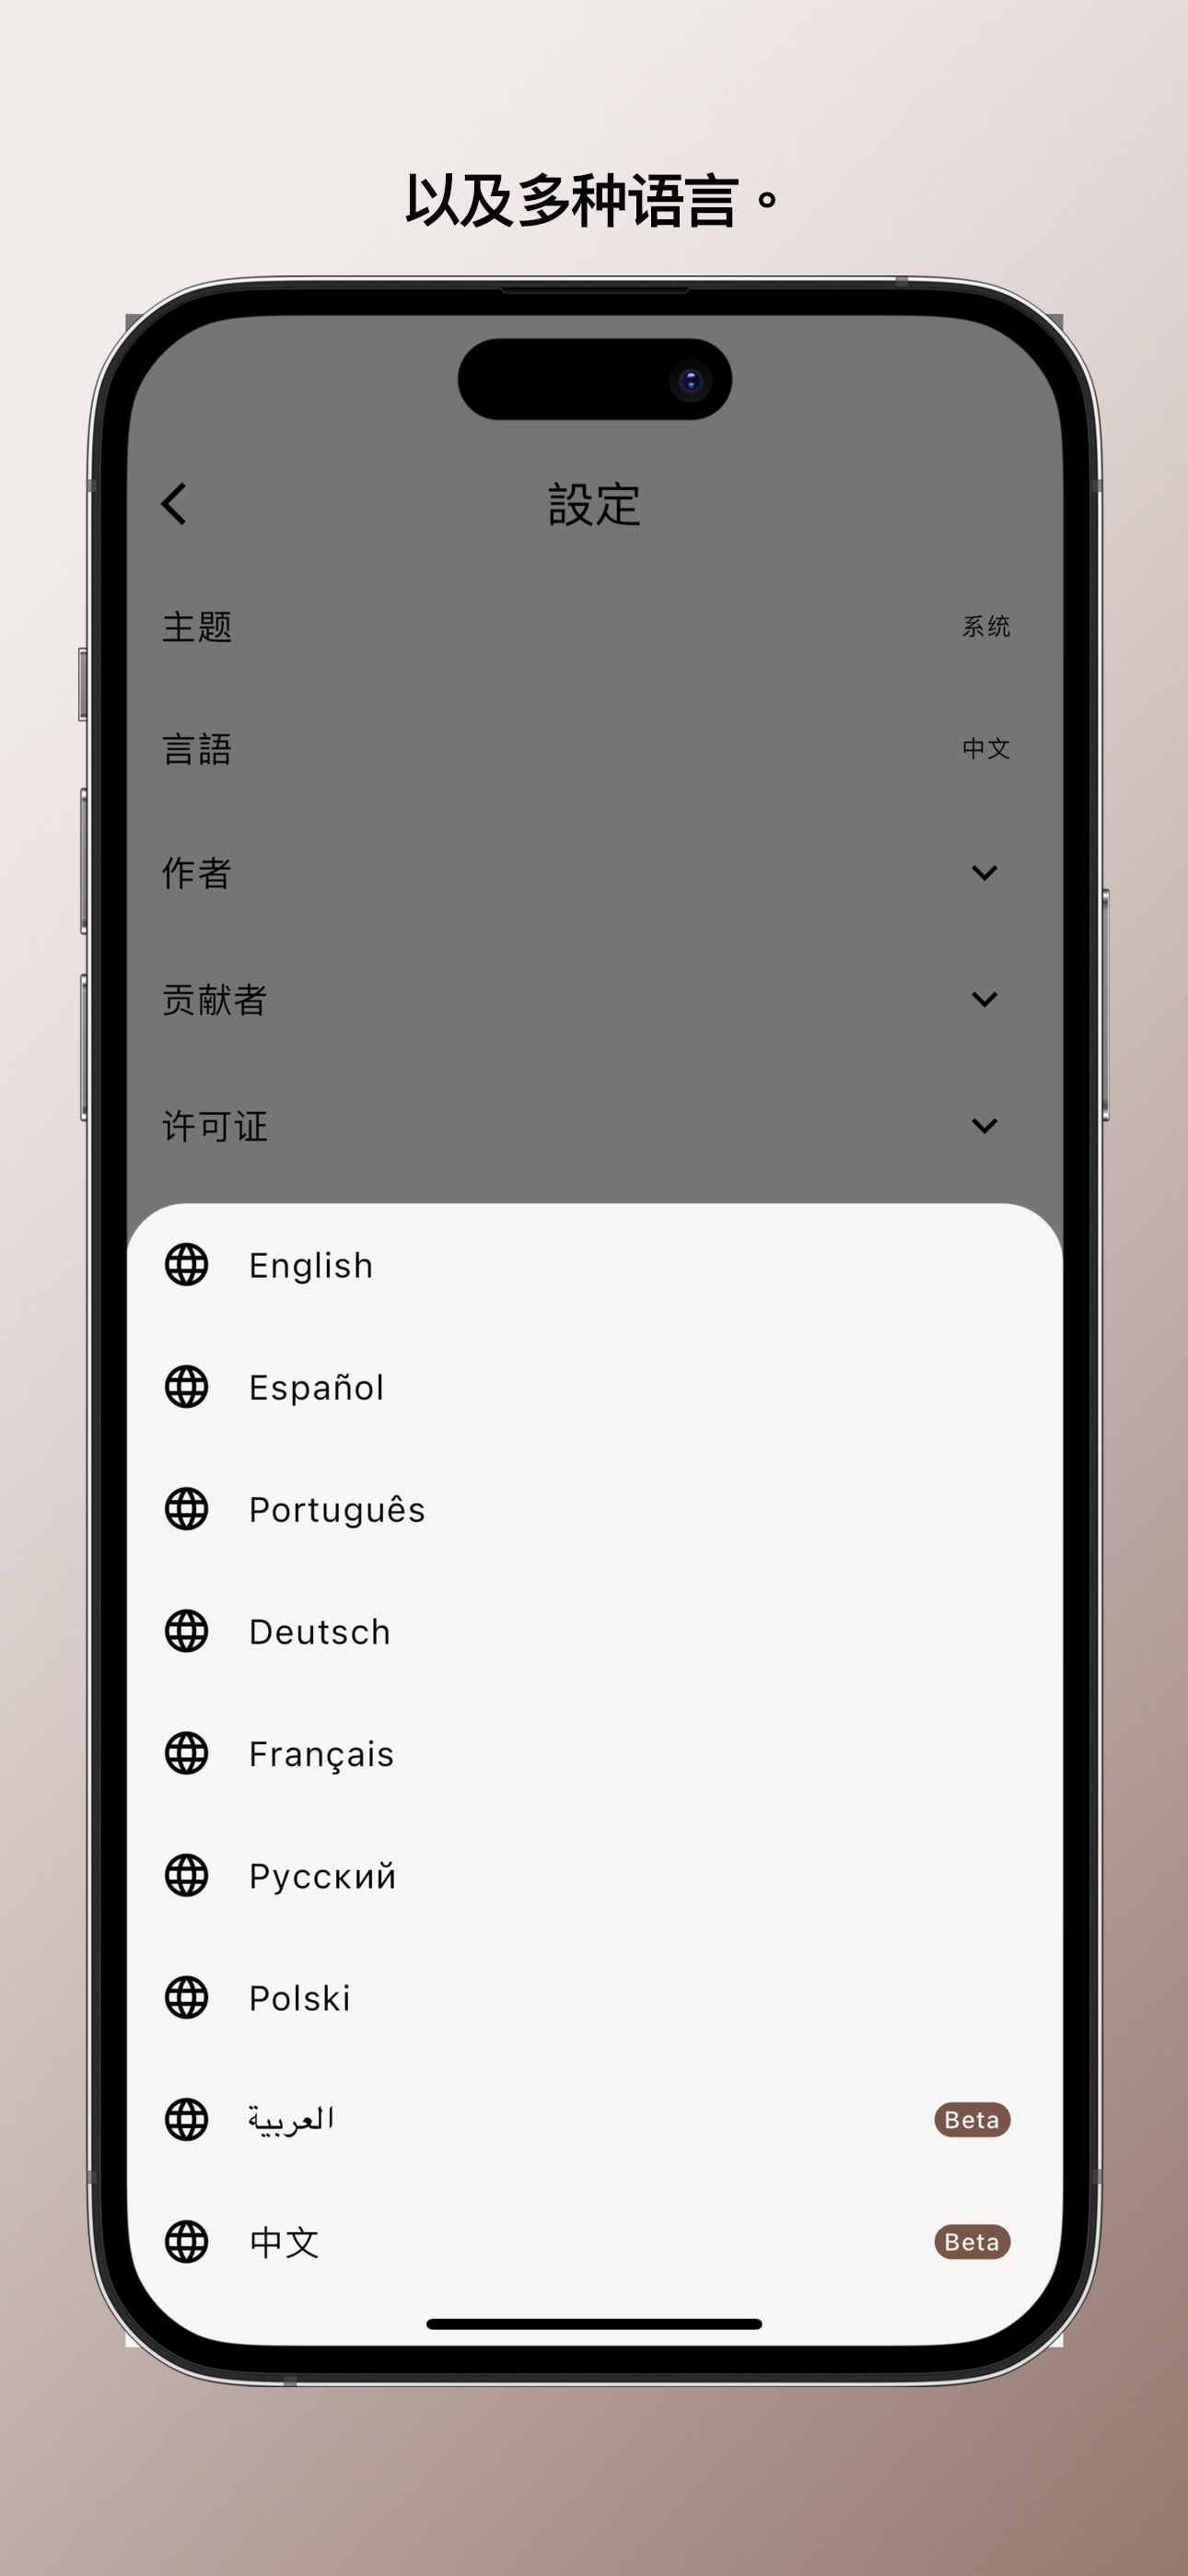 以及多种语言。
設定
主题 系统
言語 中文
作者
贡献者
许可证
English
Español
Português
Deutsch
Français
Русский
Polski
العربية Beta
中文 Beta